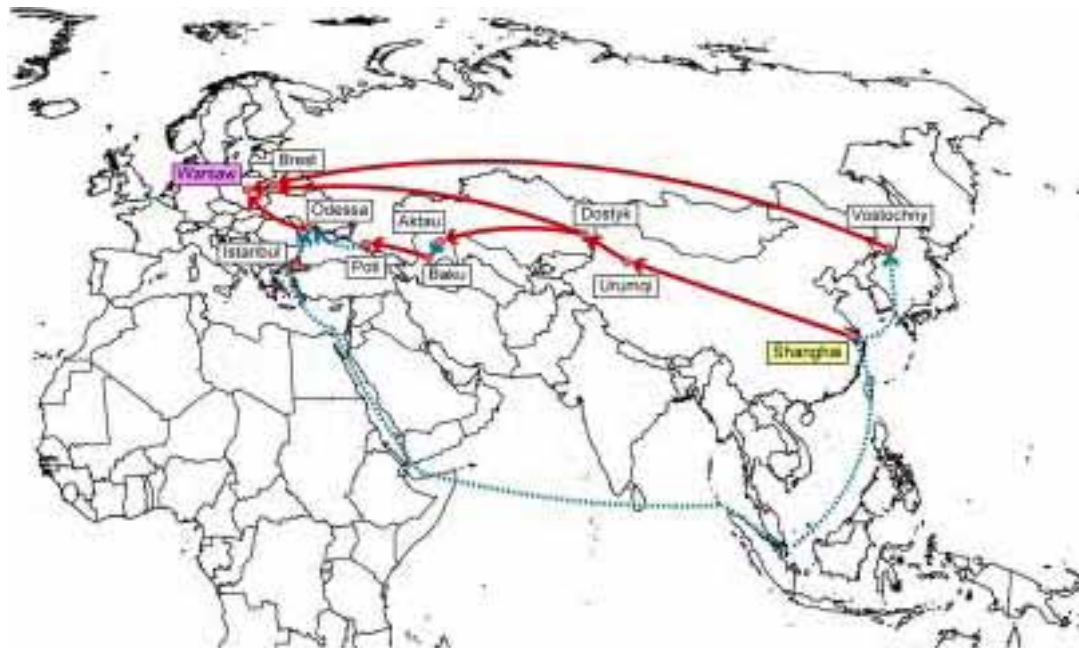 Brest
Warsaw
Odessa
Aktau
Dostyk
Vostochny
Istanbul
Poti
Baku
Urumqi
Shanghai